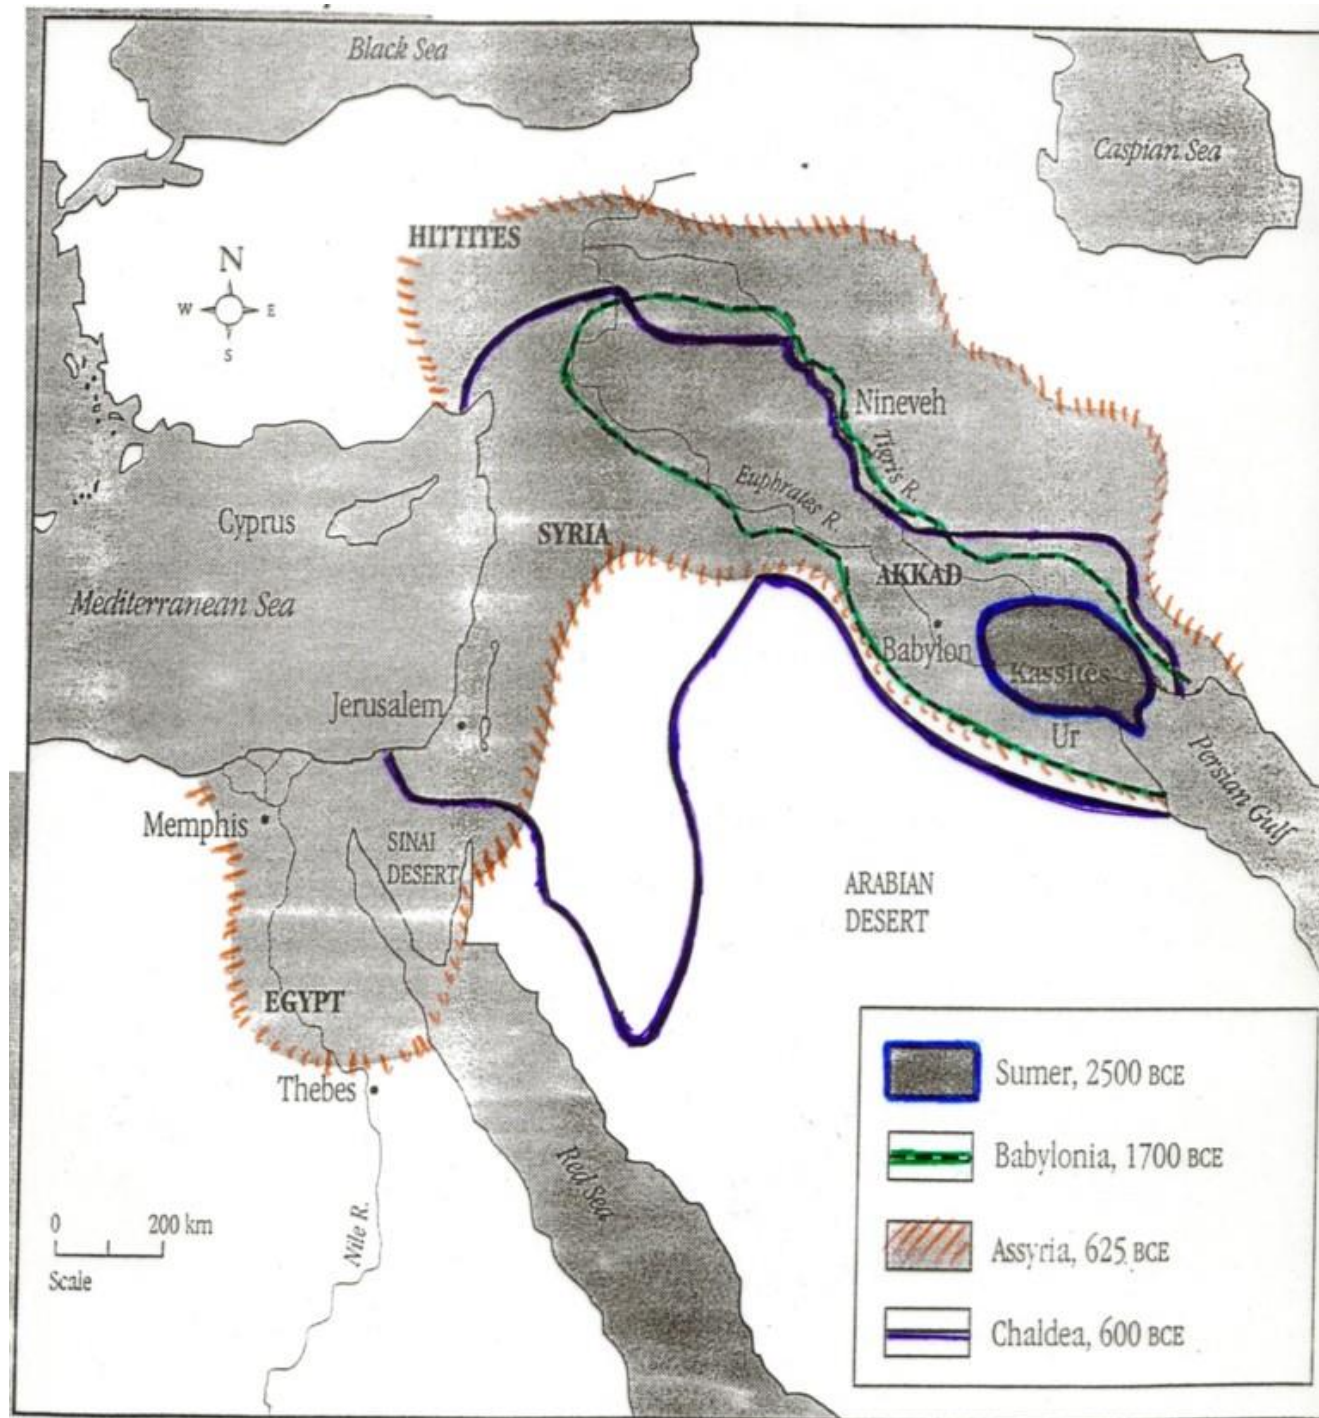 Black Sea
Caspian Sea
HITTITES
N
W
E
S
Nineveh
Tigris R.
Euphrates R.
Cyprus
SYRIA
AKKAD
Mediterranean Sea
Babylon
Kassites
Jerusalem
Ur
Persian Gulf
Memphis
SINAI
DESERT
ARABIAN
DESERT
EGYPT
Thebes
Red Sea
Nile R.
0 200 km
Scale
Sumer, 2500 BCE
Babylonia, 1700 BCE
Assyria, 625 BCE
Chaldea, 600 BCE